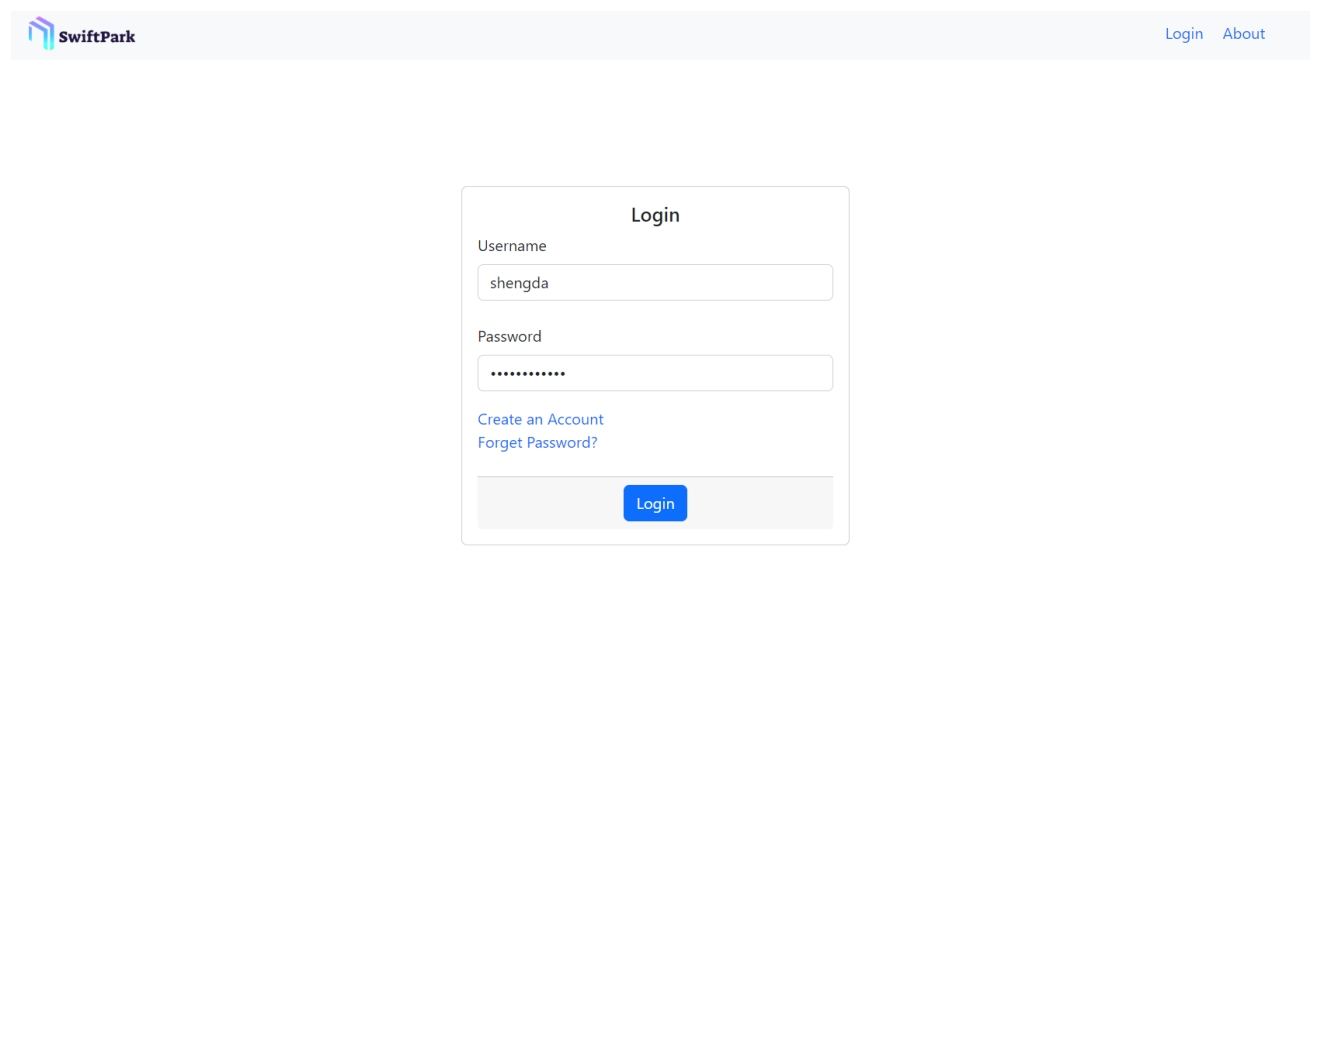 SwiftPark
Login About
Login
Username
shengda
Password
••••••••••••
Create an Account
Forget Password?
Login